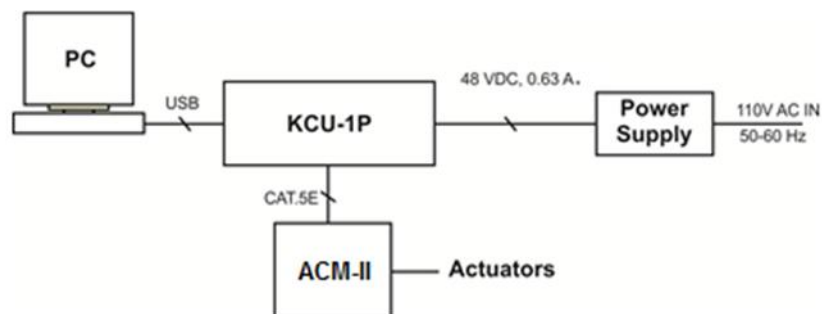 PC
USB
KCU-1P
48 VDC, 0.63 A.
Power
Supply
110V AC IN
50-60 Hz
CAT.5E
ACM-II
Actuators